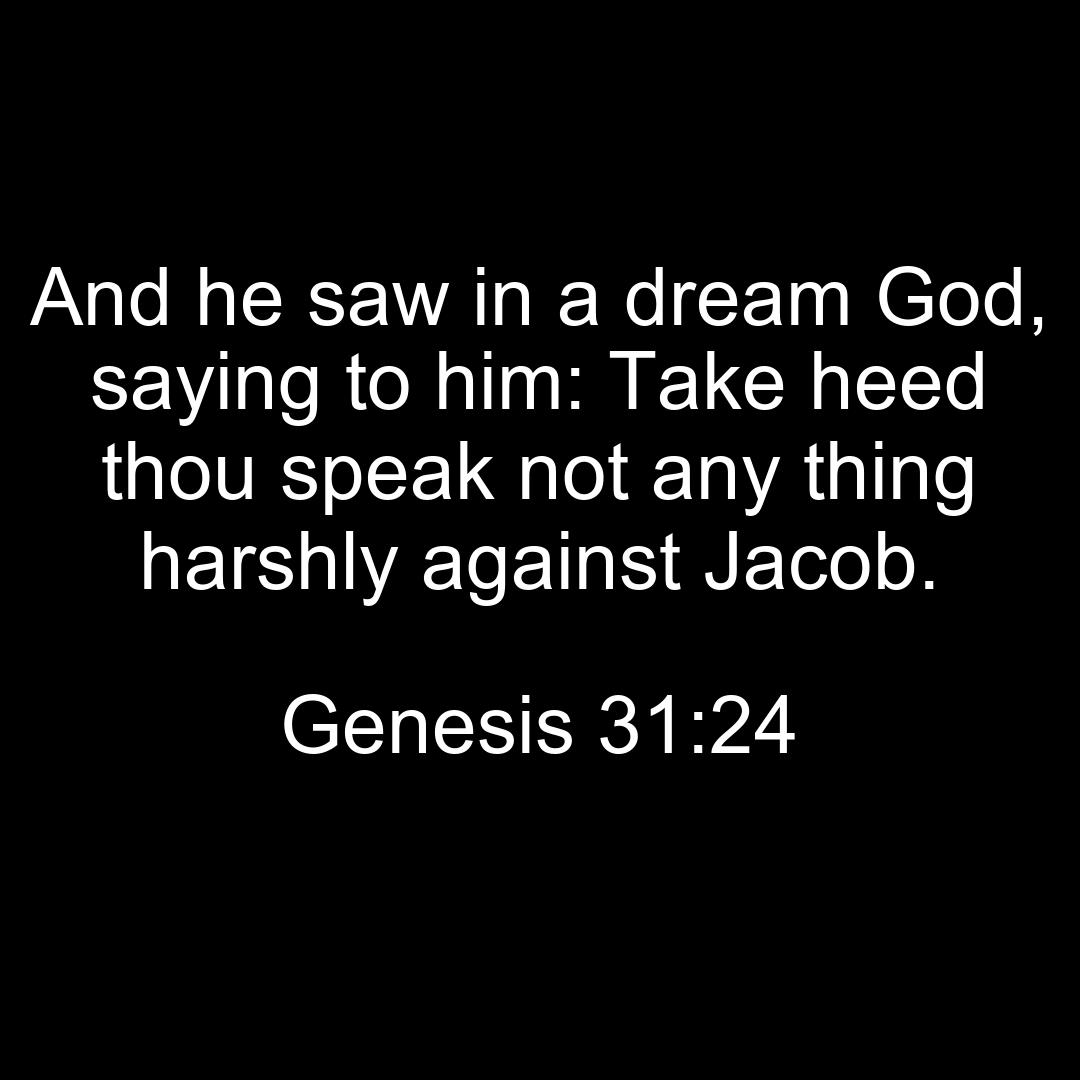 And he saw in a dream God,
saying to him: Take heed
thou speak not any thing
harshly against Jacob.
Genesis 31:24